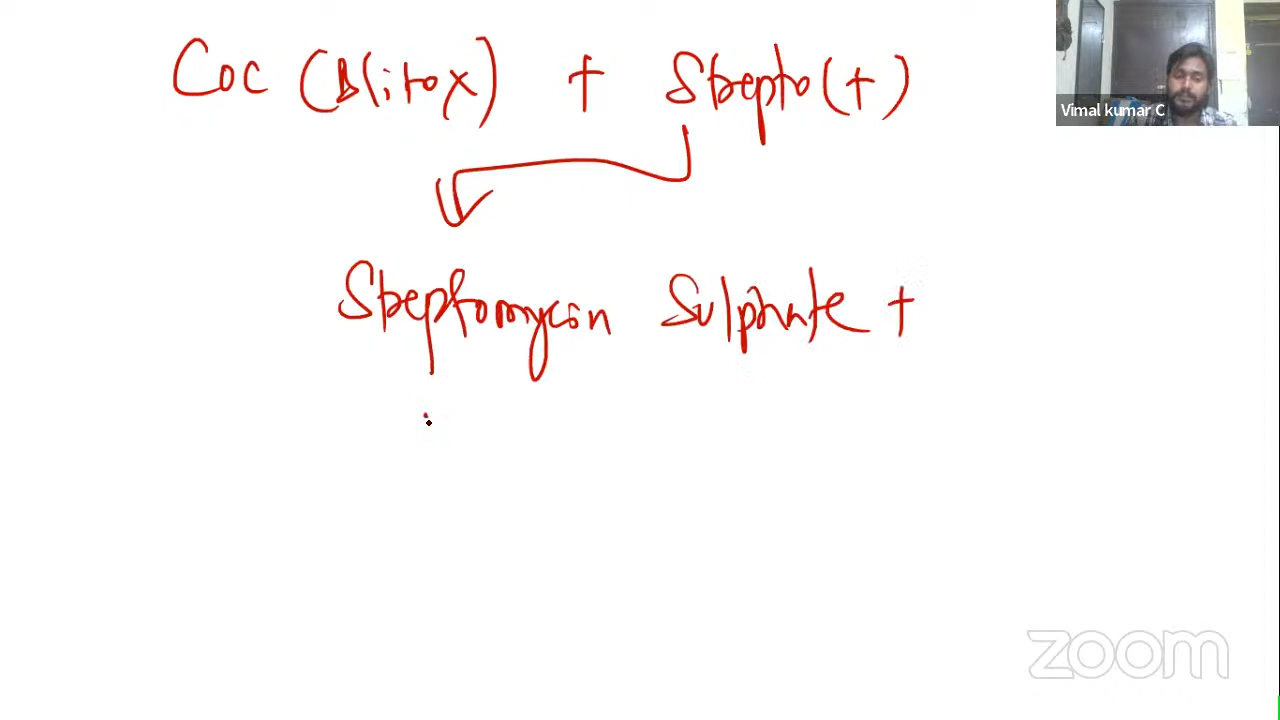 Coc (Blitox) + Strepto (+)
Vimal kumar C
Streptomycin Sulphate +
zoom